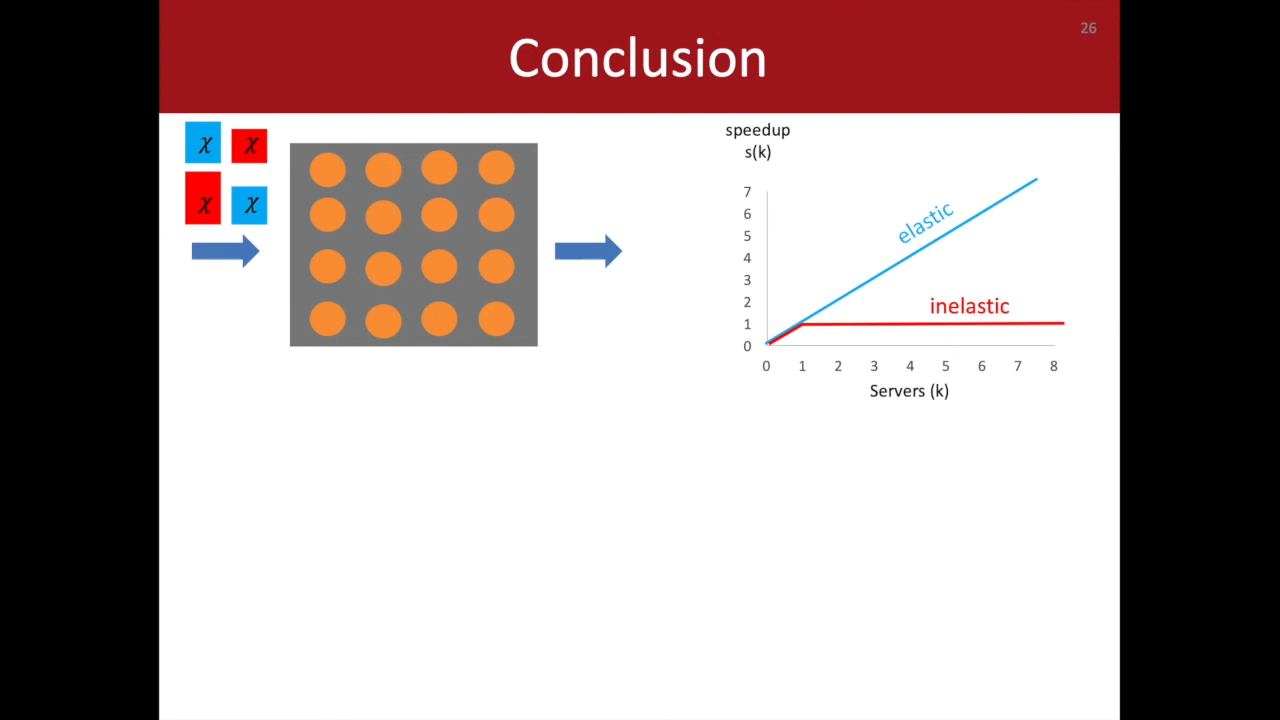 26
Conclusion
χ χ
χ χ
speedup
s(k)
7
6
5
4
3
2
1
0
elastic
inelastic
0 1 2 3 4 5 6 7 8
Servers (k)